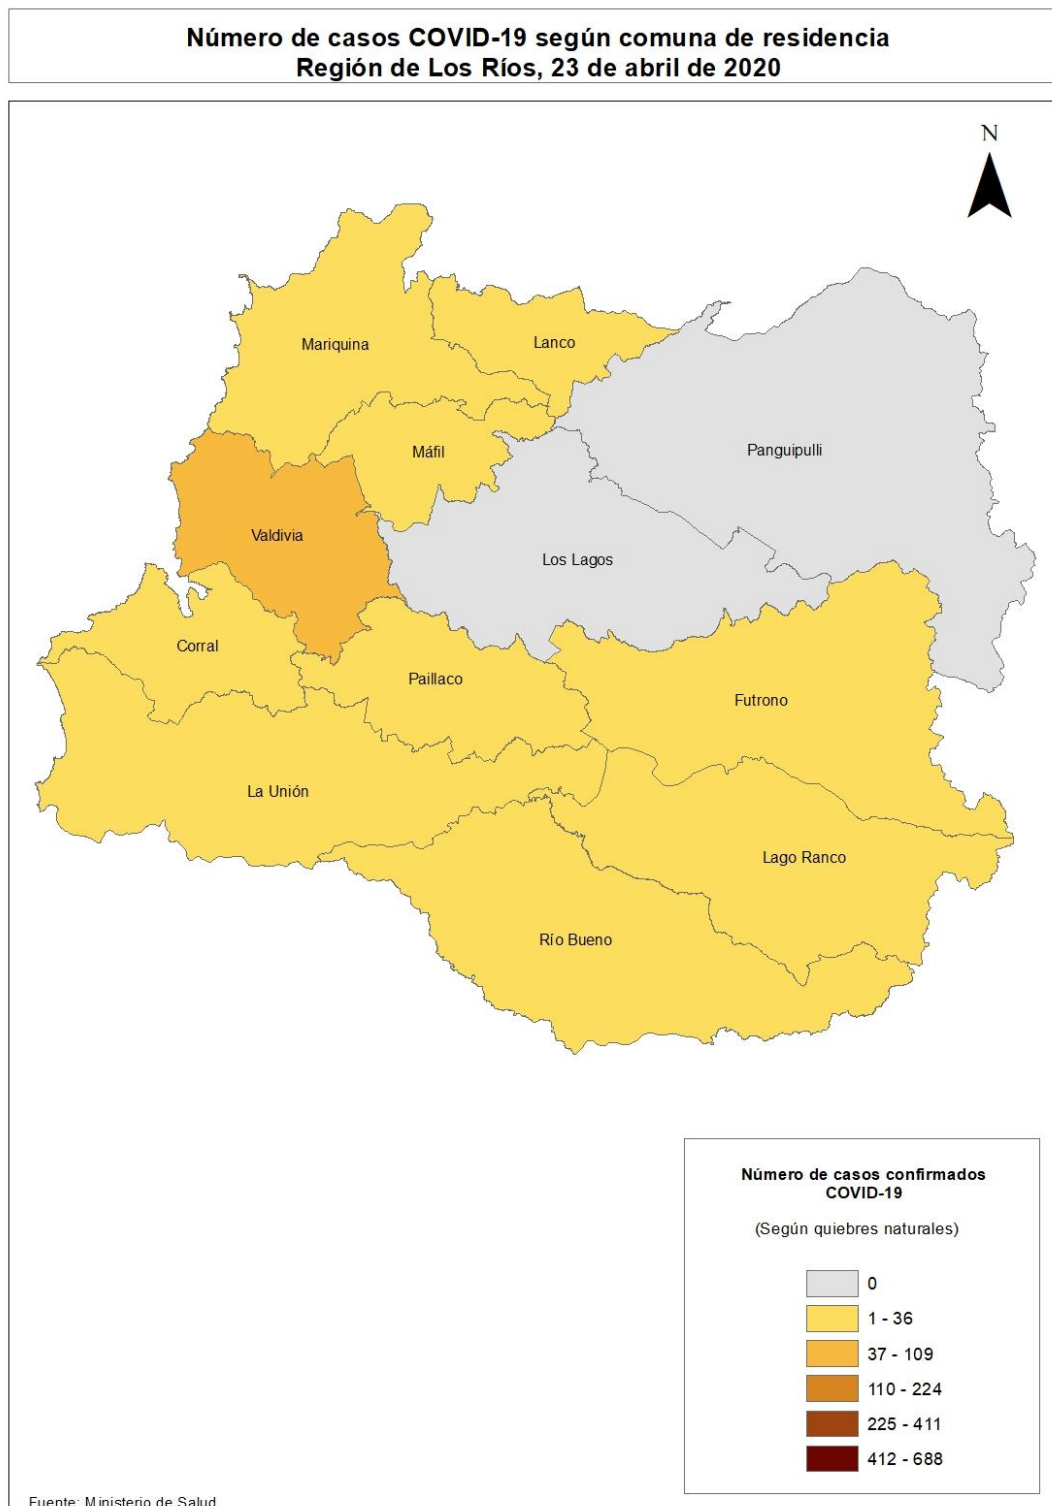 Número de casos COVID-19 según comuna de residencia
Región de Los Ríos, 23 de abril de 2020
N
Mariquina
Lanco
Máfil
Panguipulli
Valdivia
Los Lagos
Corral
Paillaco
Futrono
La Unión
Lago Ranco
Río Bueno
Número de casos confirmados
COVID-19
(Según quiebres naturales)
0
1 - 36
37 - 109
110 - 224
225 - 411
412 - 688
Fuente: Ministerio de Salud